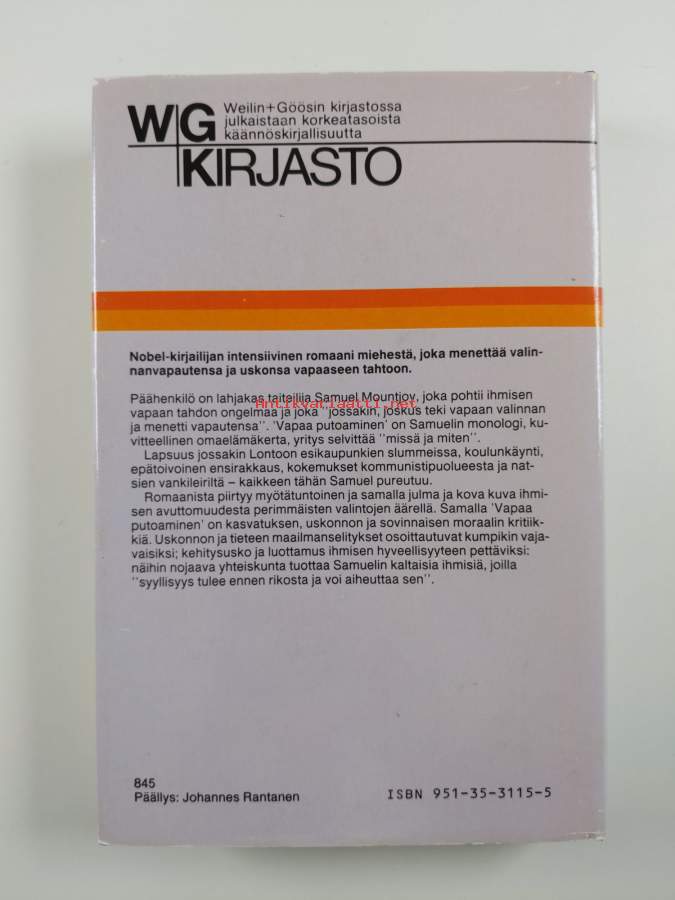 WG
Weilin+Göösin kirjastossa
julkaistaan korkeatasoista
käännöskirjallisuutta
KIRJASTO
Nobel-kirjailijan intensiivinen romaani miehestä, joka menettää valin-
nanvapautensa ja uskonsa vapaaseen tahtoon.
Päähenkilö on lahjakas taiteilija Samuel Mountjoy, joka pohtii ihmisen
Antikvariaatti.net
vapaan tahdon ongelmaa ja joka "jossakin, joskus teki vapaan valinnan
ja menetti vapautensa". 'Vapaa putoaminen' on Samuelin monologi, ku-
vitteellinen omaelämäkerta, yritys selvittää "missä ja miten".
Lapsuus jossakin Lontoon esikaupunkien slummeissa, koulunkäynti,
epätoivoinen ensirakkaus, kokemukset kommunistipuolueesta ja nat-
sien vankileiriltä – kaikkeen tähän Samuel pureutuu.
Romaanista piirtyy myötätuntoinen ja samalla julma ja kova kuva ihmi-
sen avuttomuudesta perimmäisten valintojen äärellä. Samalla 'Vapaa
putoaminen' on kasvatuksen, uskonnon ja sovinnaisen moraalin kritiik-
kiä. Uskonnon ja tieteen maailmanselitykset osoittautuvat kumpikin vaja-
vaisiksi; kehitysusko ja luottamus ihmisen hyveellisyyteen pettäviksi:
näihin nojaava yhteiskunta tuottaa Samuelin kaltaisia ihmisiä, joilla
"syyllisyys tulee ennen rikosta ja voi aiheuttaa sen".
845
Päällys: Johannes Rantanen
ISBN 951-35-3115-5